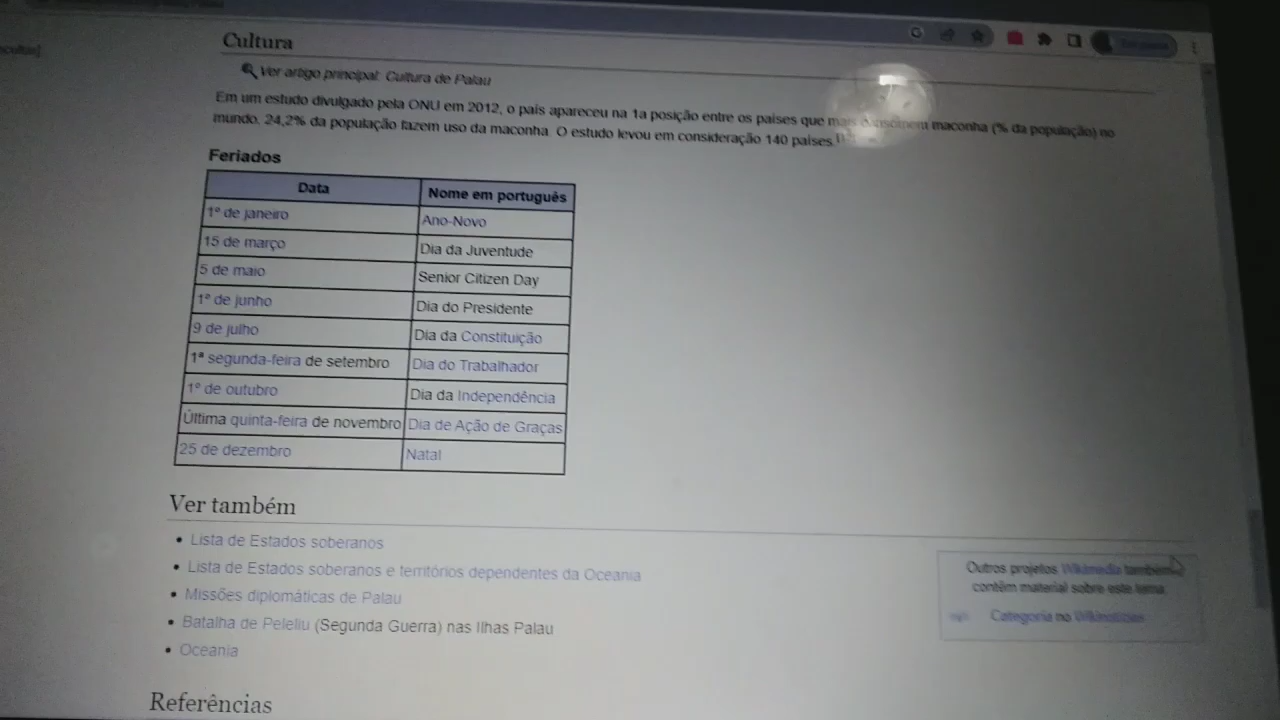 Cultura
Ver artigo principal: Cultura de Palau
Em um estudo divulgado pela ONU em 2012, o país apareceu na 1a posição entre os países que mais consomem maconha (% da população) no
mundo. 24,2% da população fazem uso da maconha. O estudo levou em consideração 140 países.
Feriados
Data Nome em português
1º de janeiro Ano-Novo
15 de março Dia da Juventude
5 de maio Senior Citizen Day
1º de junho Dia do Presidente
9 de julho Dia da Constituição
1ª segunda-feira de setembro Dia do Trabalhador
1º de outubro Dia da Independência
Última quinta-feira de novembro Dia de Ação de Graças
25 de dezembro Natal
Ver também
Lista de Estados soberanos
Lista de Estados soberanos e territórios dependentes da Oceania
Missões diplomáticas de Palau
Batalha de Peleliu (Segunda Guerra) nas Ilhas Palau
Oceania
Outros projetos Wikimedia também
contêm material sobre este tema:
Categoria no Wikinotícias
Referências